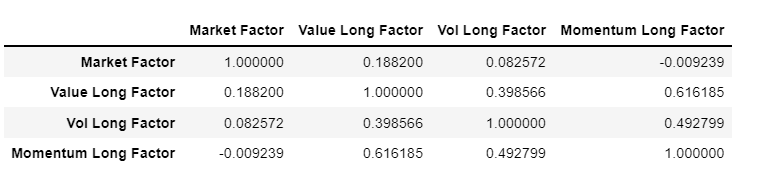 Market Factor Value Long Factor Vol Long Factor Momentum Long Factor
Market Factor 1.000000 0.188200 0.082572 -0.009239
Value Long Factor 0.188200 1.000000 0.398566 0.616185
Vol Long Factor 0.082572 0.398566 1.000000 0.492799
Momentum Long Factor -0.009239 0.616185 0.492799 1.000000